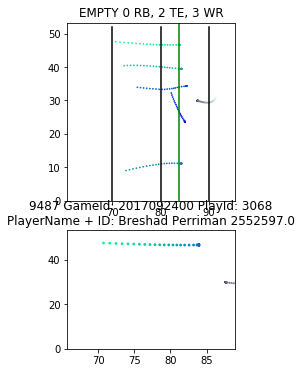 EMPTY 0 RB, 2 TE, 3 WR
50
40
30
20
10
0
70 80 90
9487 GameId: 2017092400 PlayId: 3068
PlayerName + ID: Breshad Perriman 2552597.0
40
20
0
70 75 80 85